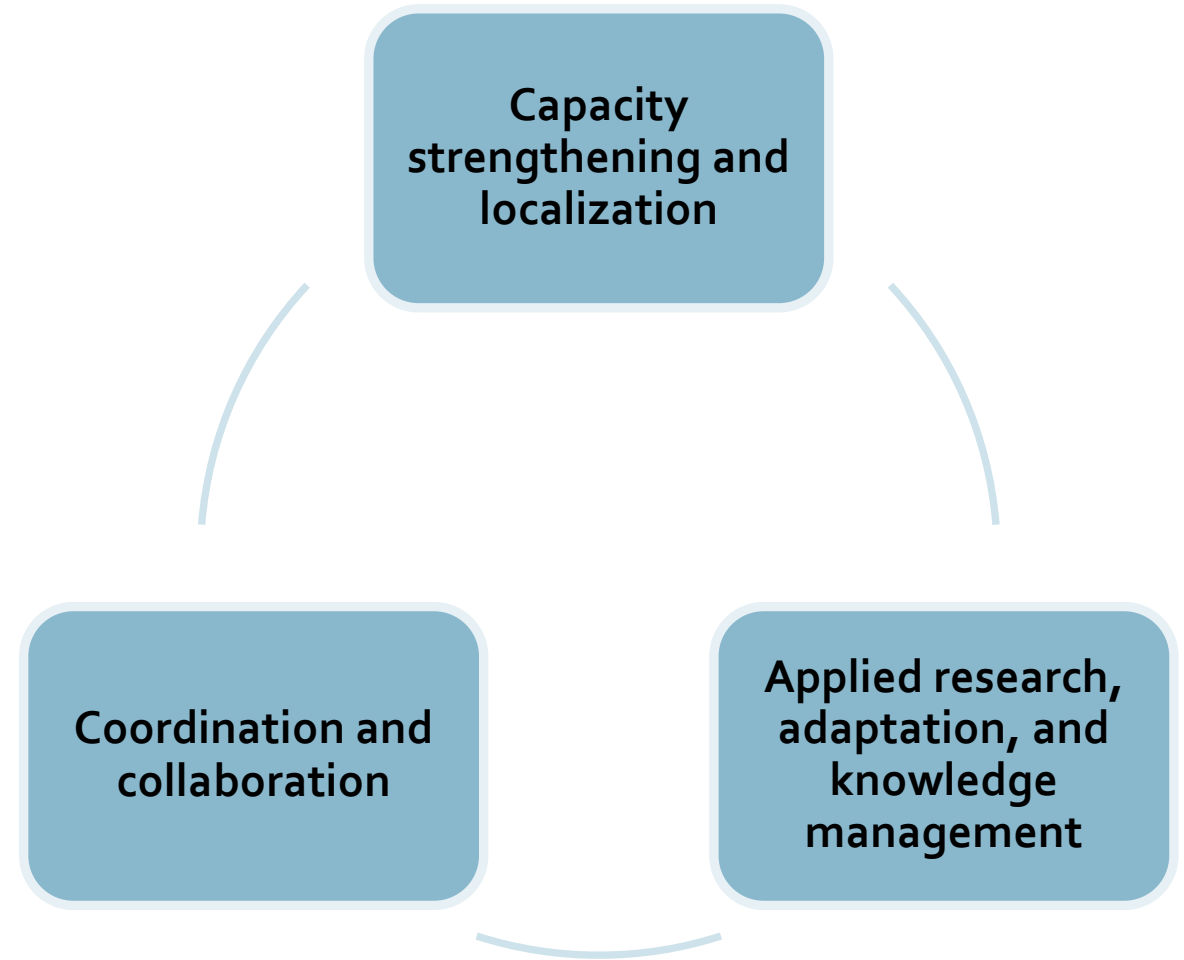 Capacity
strengthening and
localization
Coordination and
collaboration
Applied research,
adaptation, and
knowledge
management